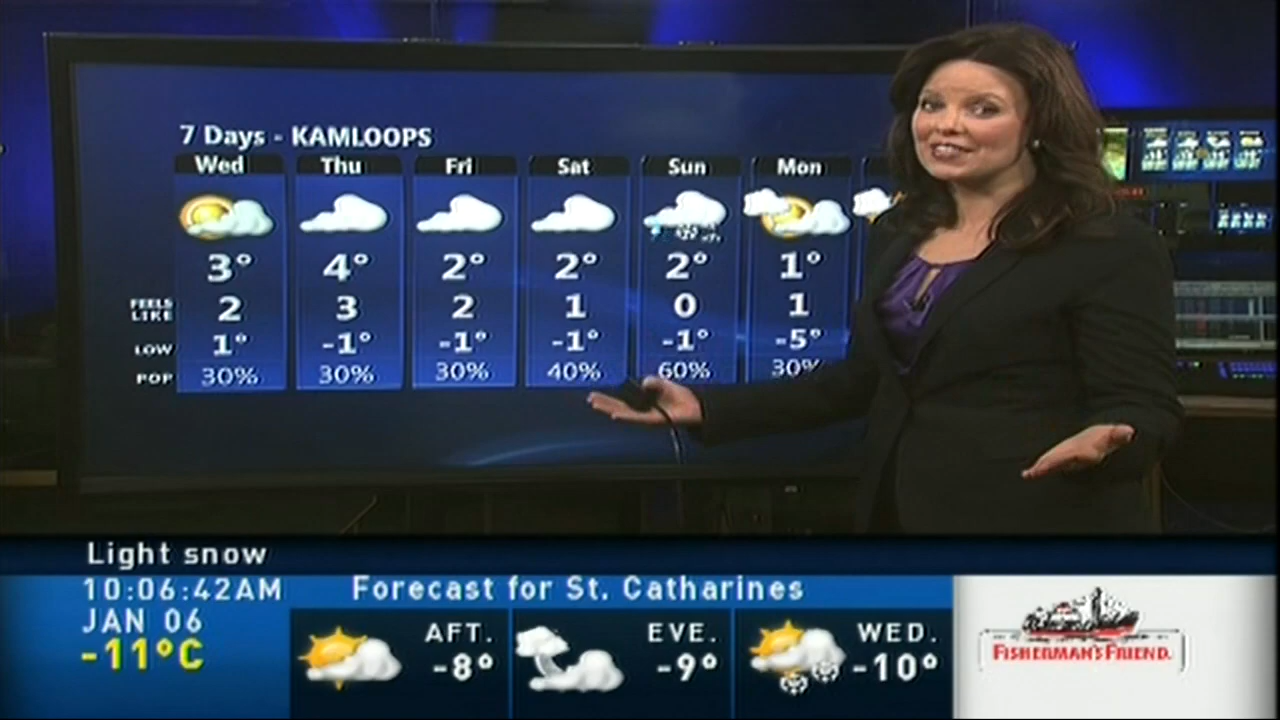 7 Days - KAMLOOPS
Wed Thu Fri Sat Sun Mon
3° 4° 2° 2° 2° 1°
FEELS LIKE 2 3 2 1 0 1
LOW 1° -1° -1° -1° -1° -5°
POP 30% 30% 30% 40% 60% 30%
Light snow
10:06:42AM
JAN 06
-11°C
Forecast for St. Catharines
AFT. EVE. WED.
-8° -9° -10°
FISHERMAN'S FRIEND.